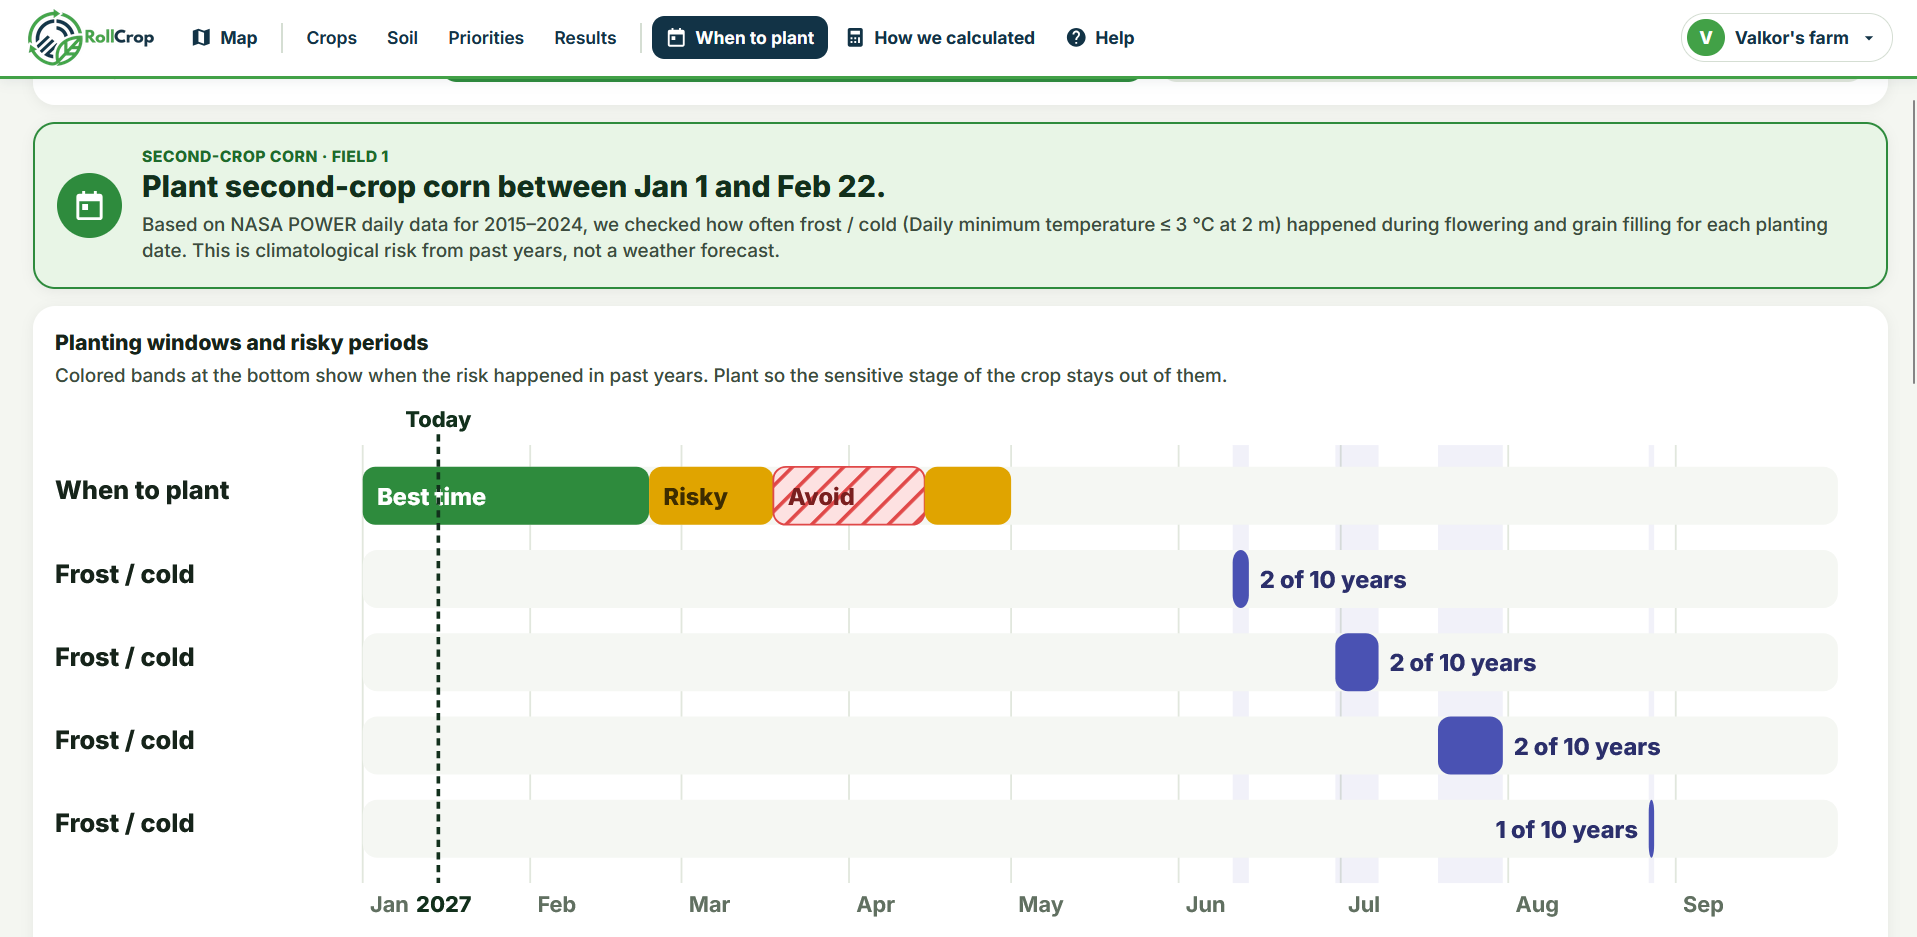 RollCrop
Map
Crops
Soil
Priorities
Results
When to plant
How we calculated
Help
V
Valkor's farm
SECOND-CROP CORN · FIELD 1
Plant second-crop corn between Jan 1 and Feb 22.
Based on NASA POWER daily data for 2015–2024, we checked how often frost / cold (Daily minimum temperature ≤ 3 °C at 2 m) happened during flowering and grain filling for each planting
date. This is climatological risk from past years, not a weather forecast.
Planting windows and risky periods
Colored bands at the bottom show when the risk happened in past years. Plant so the sensitive stage of the crop stays out of them.
Today
When to plant
Best time
Risky
Avoid
Frost / cold
2 of 10 years
Frost / cold
2 of 10 years
Frost / cold
2 of 10 years
Frost / cold
1 of 10 years
Jan 2027
Feb
Mar
Apr
May
Jun
Jul
Aug
Sep